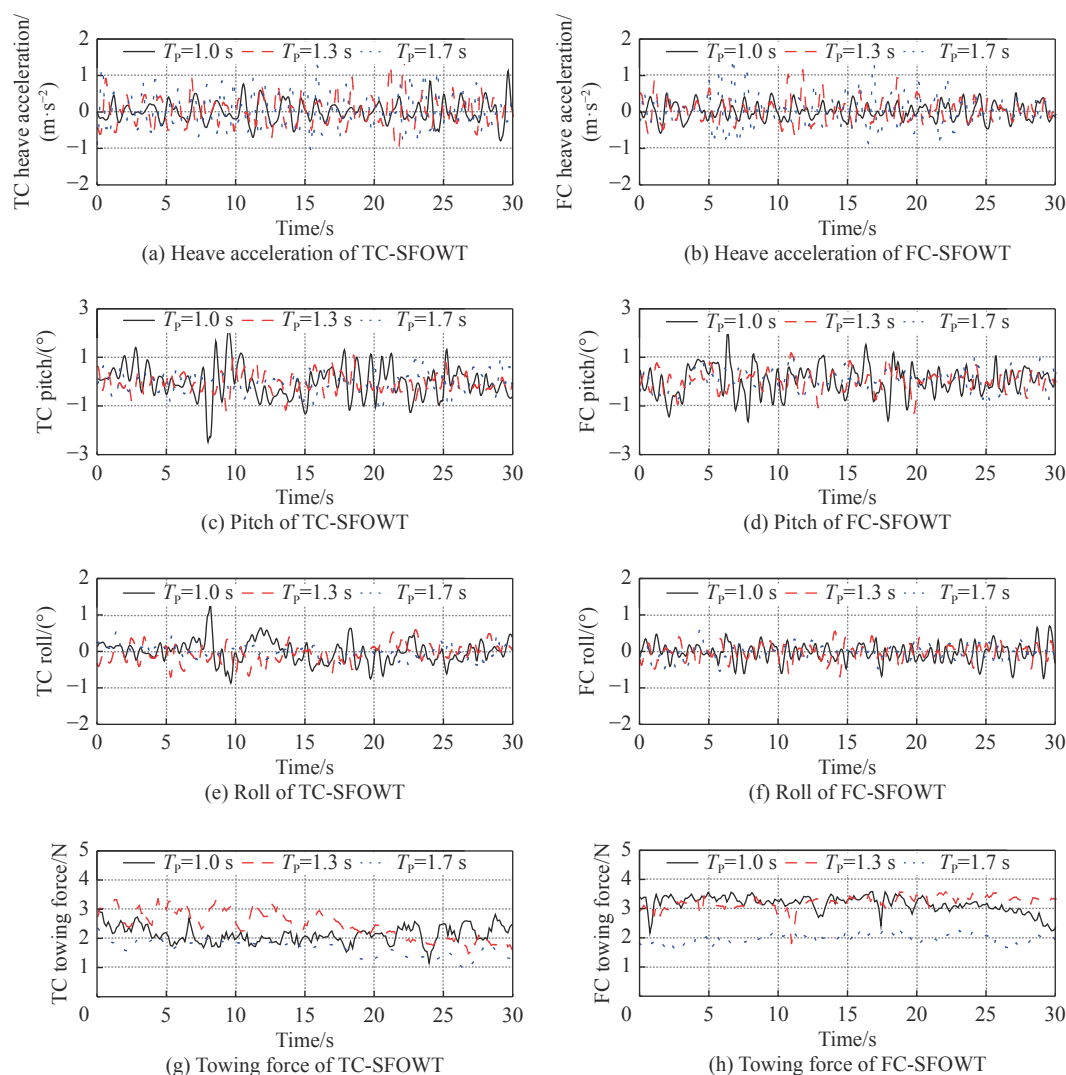 TC heave acceleration/
(m·s⁻²)
2
1
0
−1
−2
T_P=1.0 s T_P=1.3 s T_P=1.7 s
0 5 10 15 20 25 30
Time/s
(a) Heave acceleration of TC-SFOWT
FC heave acceleration/
(m·s⁻²)
2
1
0
−1
−2
T_P=1.0 s T_P=1.3 s T_P=1.7 s
0 5 10 15 20 25 30
Time/s
(b) Heave acceleration of FC-SFOWT
TC pitch/(°)
3
1
−1
−3
T_P=1.0 s T_P=1.3 s T_P=1.7 s
0 5 10 15 20 25 30
Time/s
(c) Pitch of TC-SFOWT
FC pitch/(°)
3
1
−1
−3
T_P=1.0 s T_P=1.3 s T_P=1.7 s
0 5 10 15 20 25 30
Time/s
(d) Pitch of FC-SFOWT
TC roll/(°)
2
1
0
−1
−2
T_P=1.0 s T_P=1.3 s T_P=1.7 s
0 5 10 15 20 25 30
Time/s
(e) Roll of TC-SFOWT
FC roll/(°)
2
1
0
−1
−2
T_P=1.0 s T_P=1.3 s T_P=1.7 s
0 5 10 15 20 25 30
Time/s
(f) Roll of FC-SFOWT
TC towing force/N
5
4
3
2
1
T_P=1.0 s T_P=1.3 s T_P=1.7 s
0 5 10 15 20 25 30
Time/s
(g) Towing force of TC-SFOWT
FC towing force/N
5
4
3
2
1
T_P=1.0 s T_P=1.3 s T_P=1.7 s
0 5 10 15 20 25 30
Time/s
(h) Towing force of FC-SFOWT